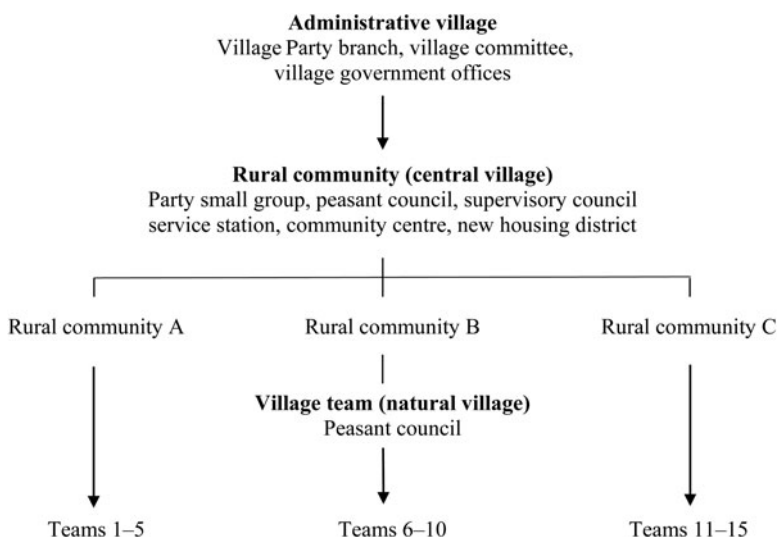 Administrative village
Village Party branch, village committee,
village government offices
Rural community (central village)
Party small group, peasant council, supervisory council
service station, community centre, new housing district
Rural community A
Rural community B
Rural community C
Village team (natural village)
Peasant council
Teams 1–5
Teams 6–10
Teams 11–15